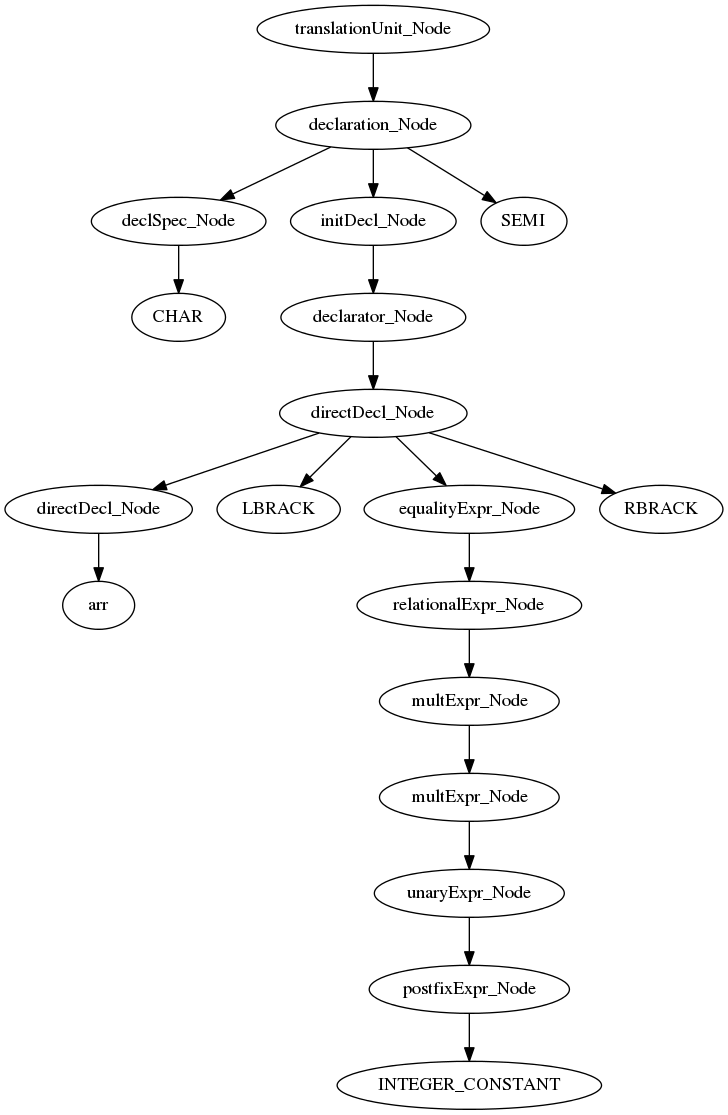 translationUnit_Node
declaration_Node
declSpec_Node
initDecl_Node
SEMI
CHAR
declarator_Node
directDecl_Node
directDecl_Node
LBRACK
equalityExpr_Node
RBRACK
arr
relationalExpr_Node
multExpr_Node
multExpr_Node
unaryExpr_Node
postfixExpr_Node
INTEGER_CONSTANT